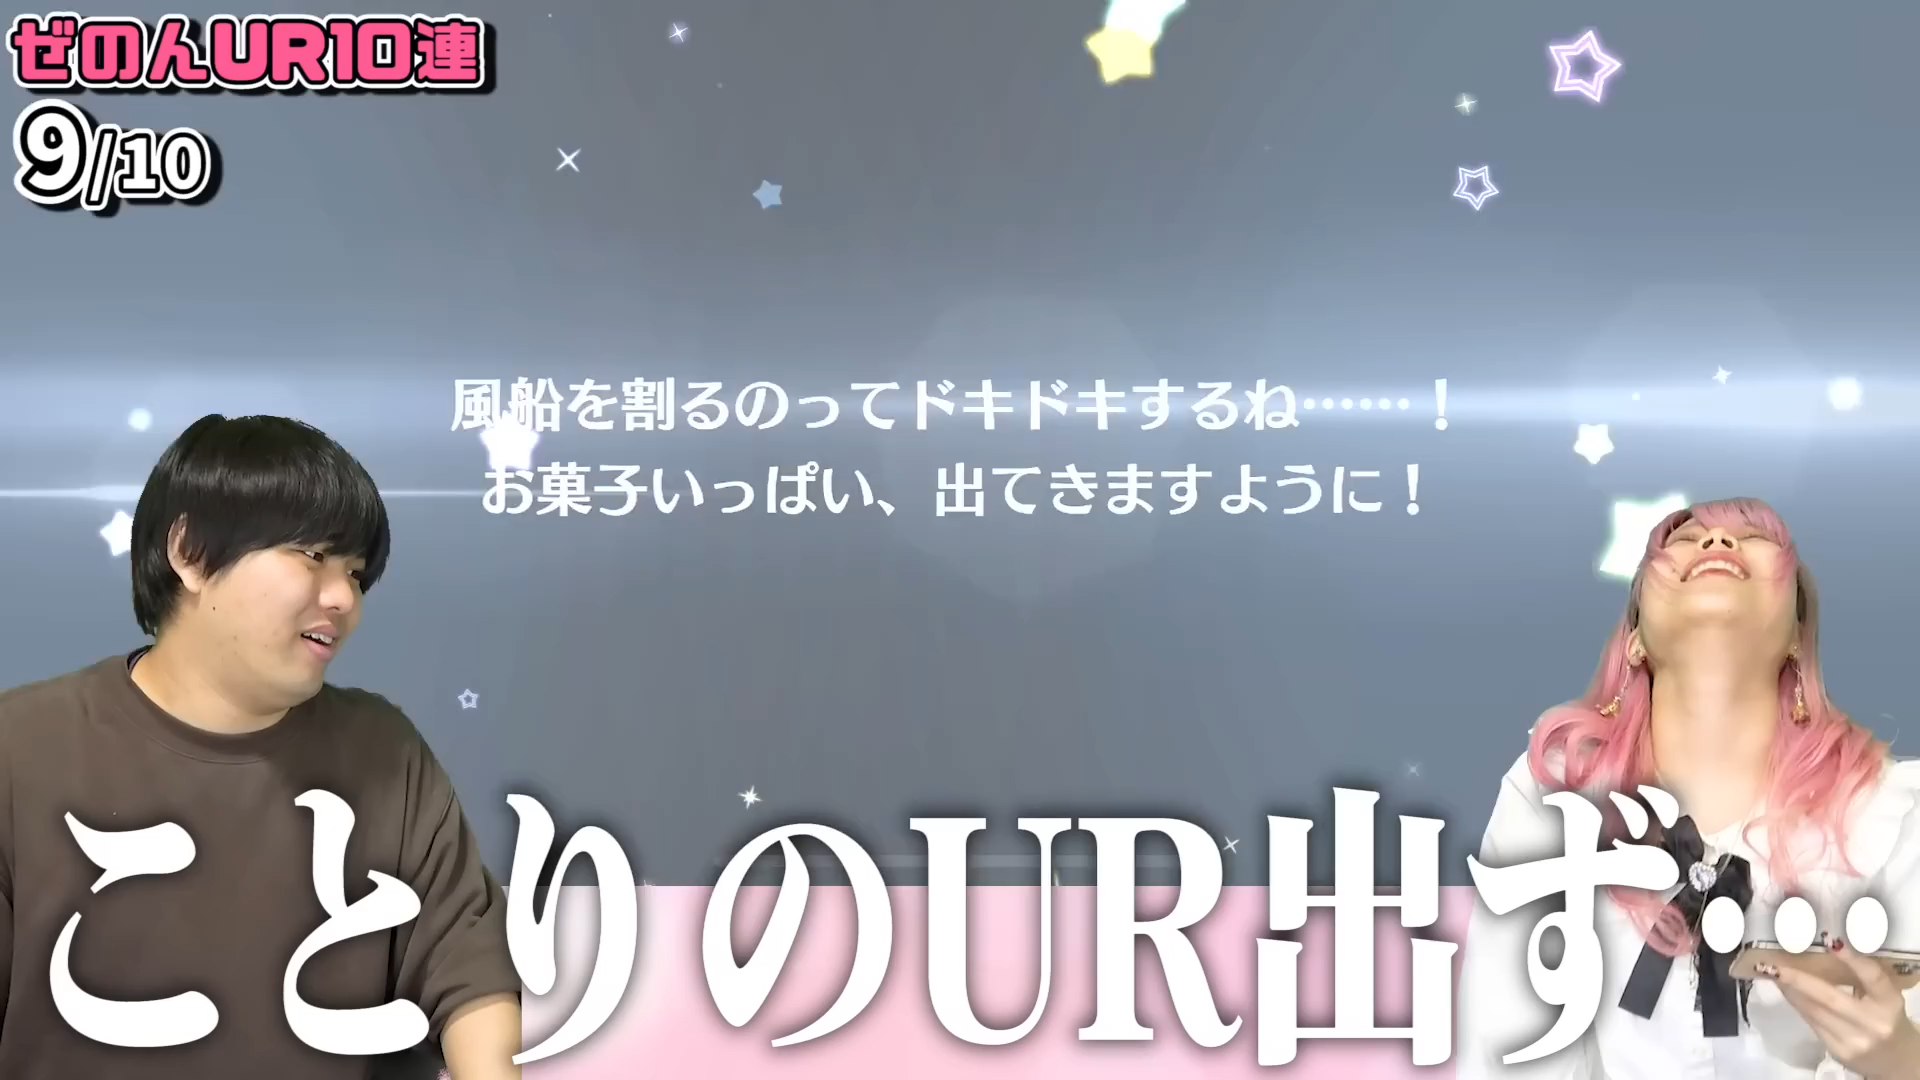 ぜのんUR10連
9/10
風船を割るのってドキドキするね……！
お菓子いっぱい、出てきますように！
ことりのUR出ず…